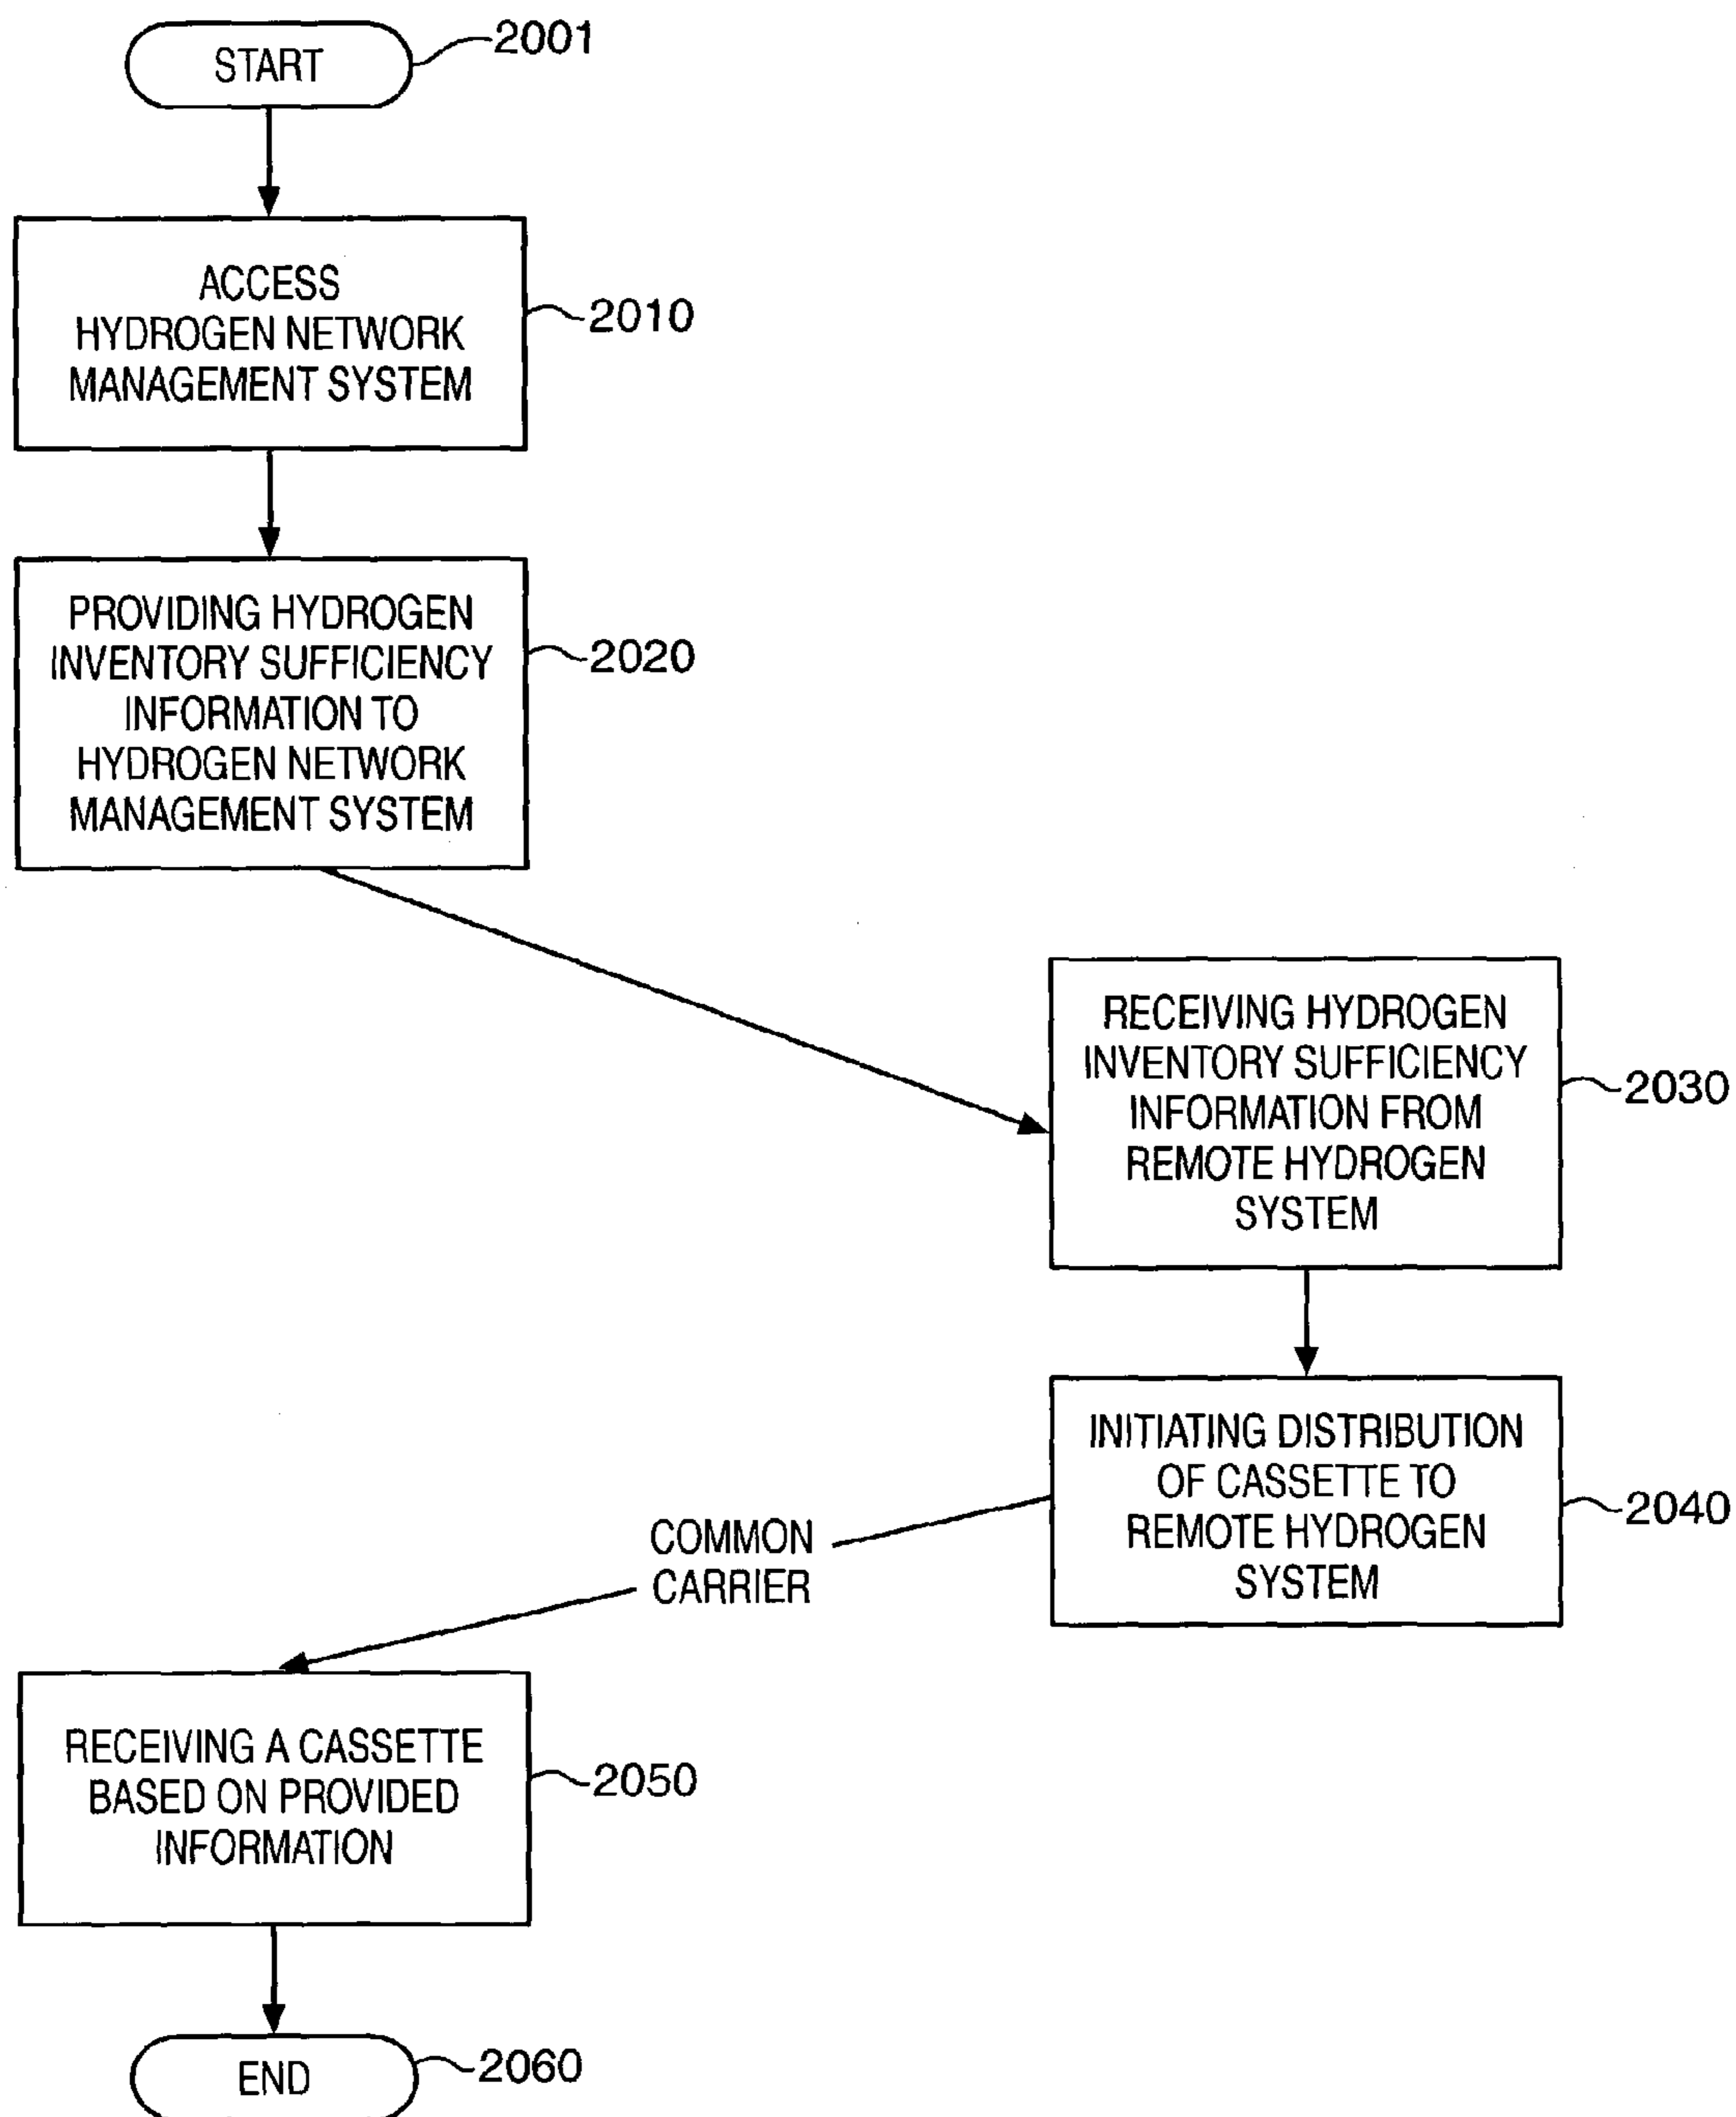 START
2001
ACCESS
HYDROGEN NETWORK
MANAGEMENT SYSTEM
2010
PROVIDING HYDROGEN
INVENTORY SUFFICIENCY
INFORMATION TO
HYDROGEN NETWORK
MANAGEMENT SYSTEM
2020
RECEIVING HYDROGEN
INVENTORY SUFFICIENCY
INFORMATION FROM
REMOTE HYDROGEN
SYSTEM
2030
INITIATING DISTRIBUTION
OF CASSETTE TO
REMOTE HYDROGEN
SYSTEM
2040
COMMON
CARRIER
RECEIVING A CASSETTE
BASED ON PROVIDED
INFORMATION
2050
END
2060